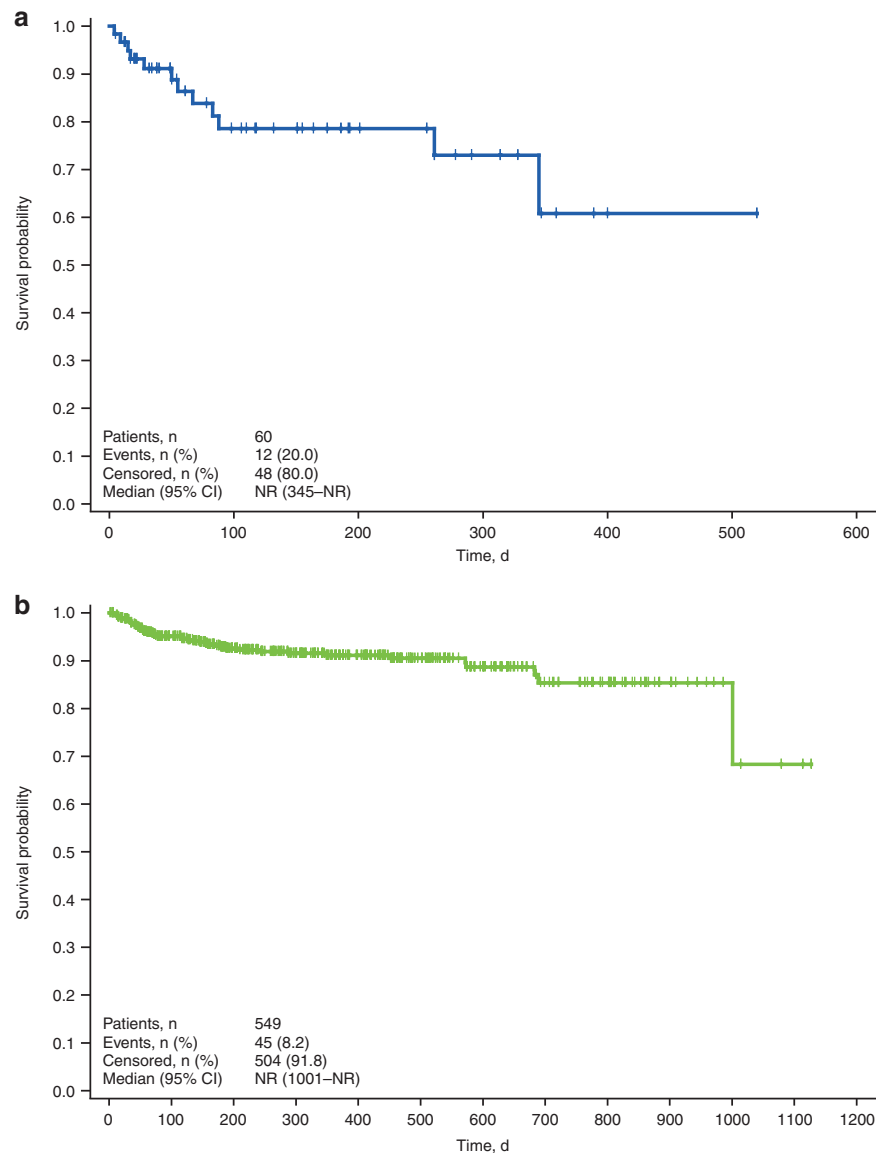 a
1.0
0.9
0.8
0.7
0.6
0.5
0.4
0.3
0.2
0.1
0.0
Survival probability
Patients, n 60
Events, n (%) 12 (20.0)
Censored, n (%) 48 (80.0)
Median (95% CI) NR (345–NR)
0 100 200 300 400 500 600
Time, d
b
1.0
0.9
0.8
0.7
0.6
0.5
0.4
0.3
0.2
0.1
0.0
Survival probability
Patients, n 549
Events, n (%) 45 (8.2)
Censored, n (%) 504 (91.8)
Median (95% CI) NR (1001–NR)
0 100 200 300 400 500 600 700 800 900 1000 1100 1200
Time, d